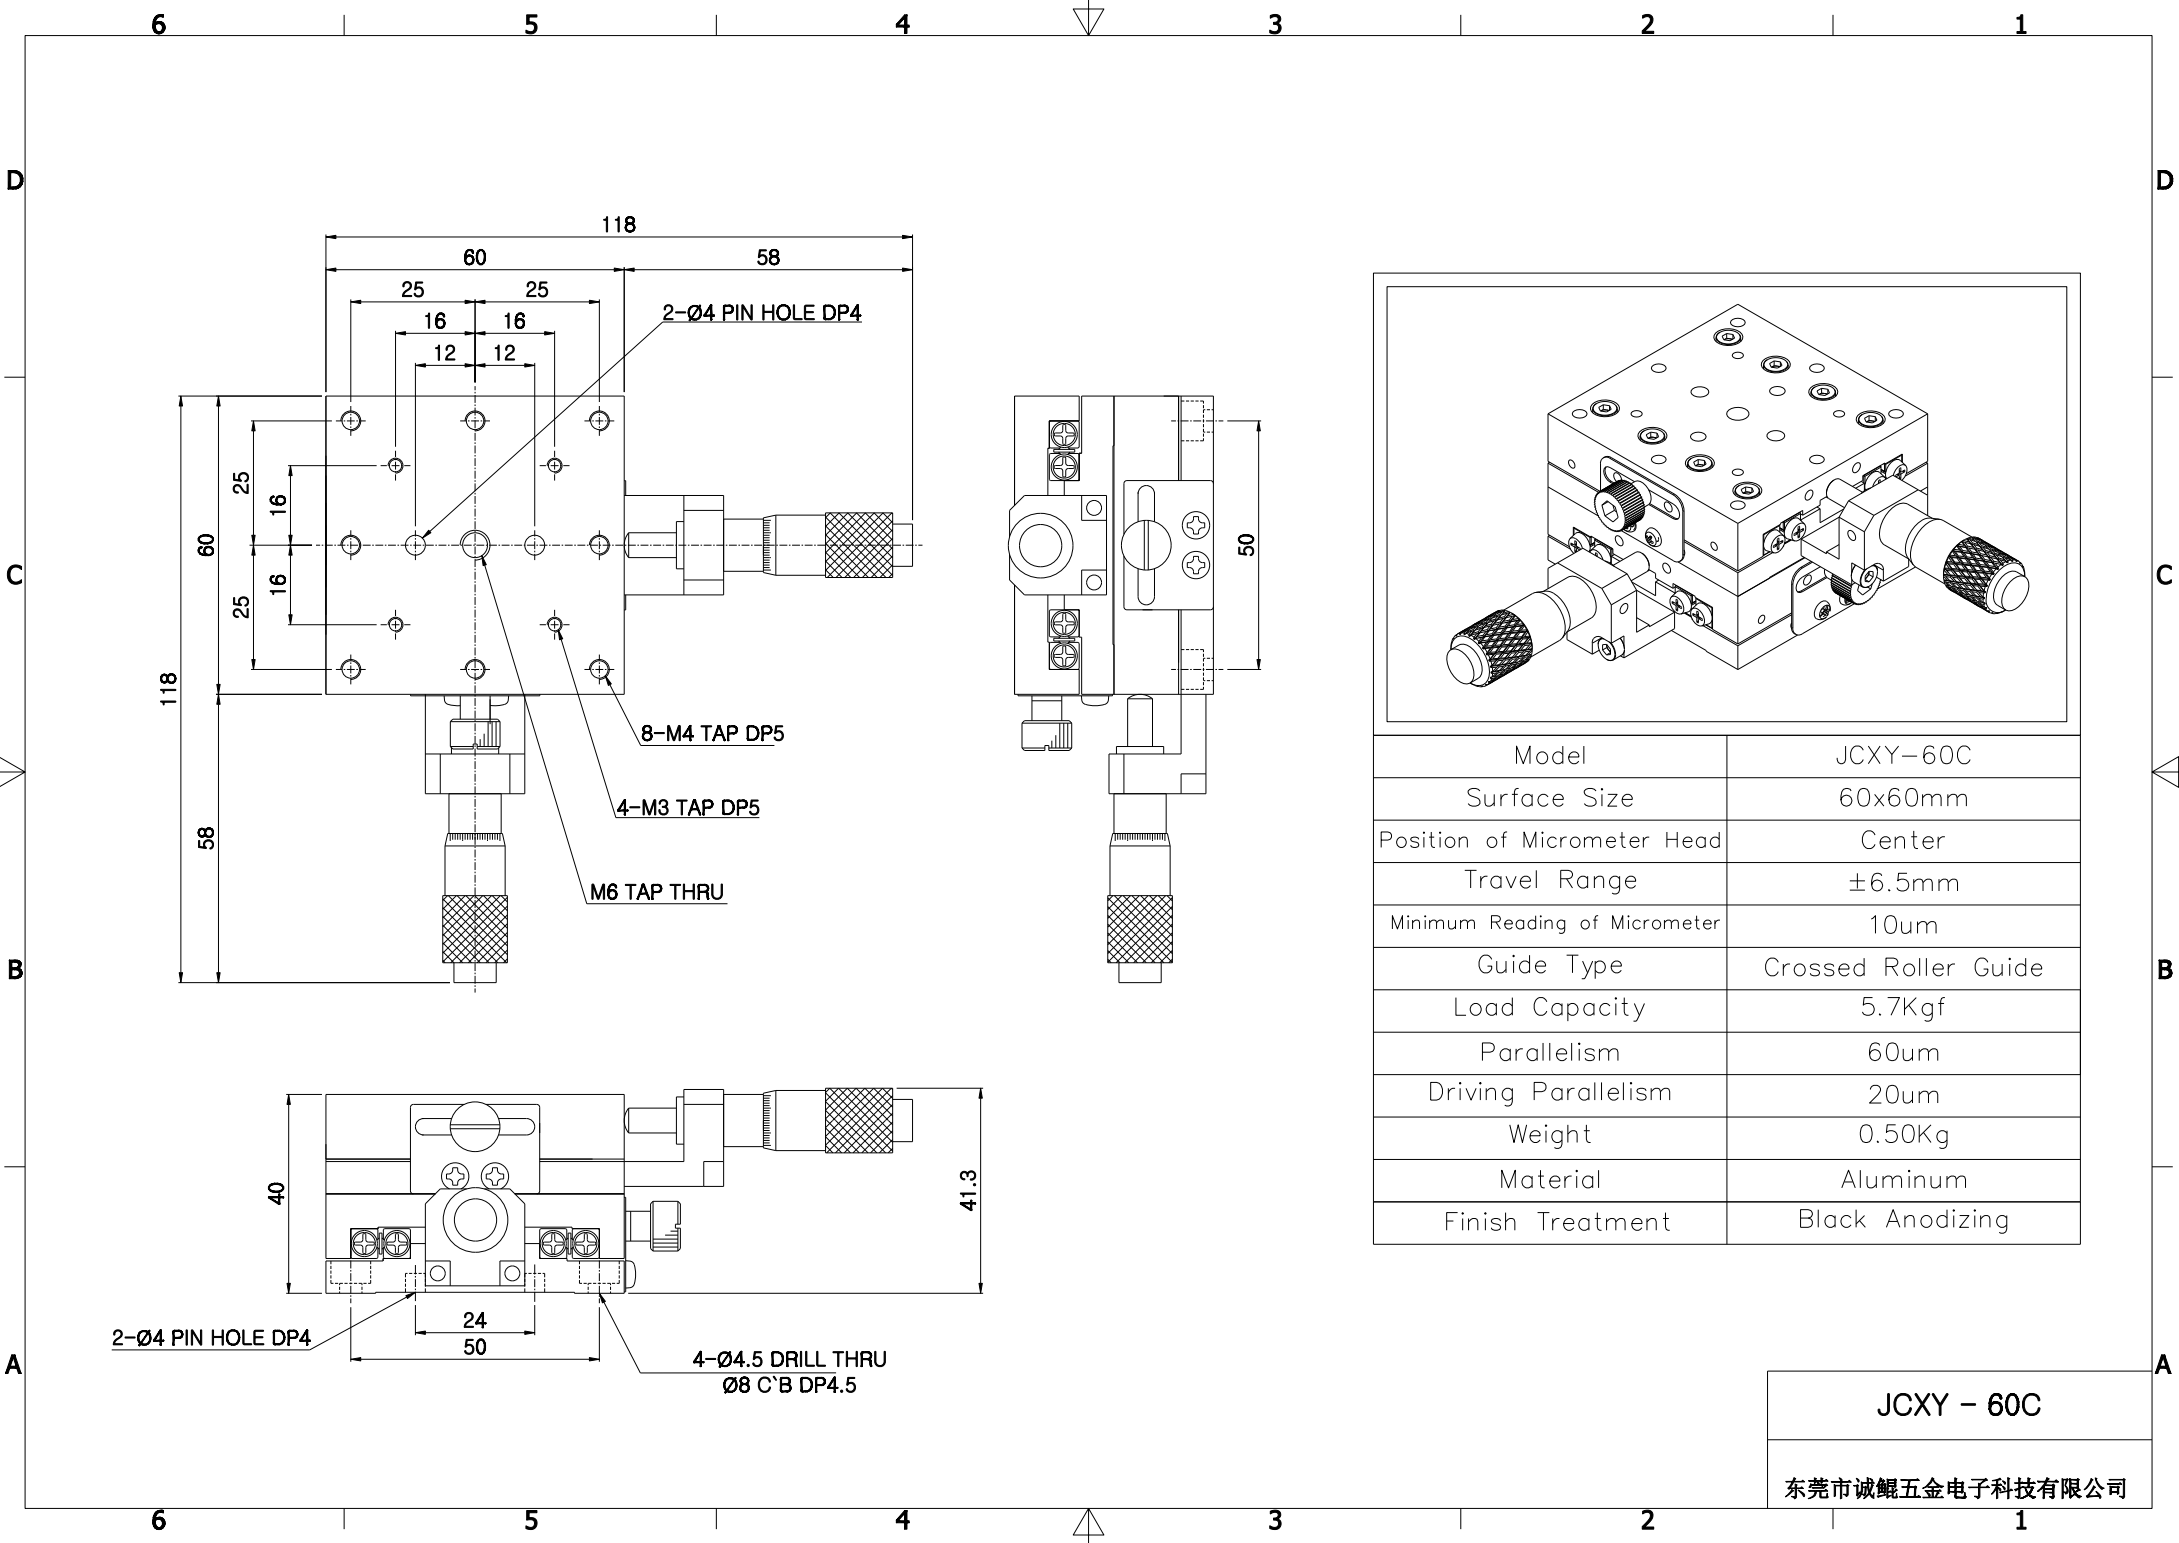 6 5 4 3 2 1
D D
118
60 58
25 25
2-Ø4 PIN HOLE DP4
16 16
12 12
25
16
60
50
C C
16
25
118
8-M4 TAP DP5
4-M3 TAP DP5
58
M6 TAP THRU
B B
Model JCXY-60C
Surface Size 60x60mm
Position of Micrometer Head Center
Travel Range ±6.5mm
Minimum Reading of Micrometer 10um
Guide Type Crossed Roller Guide
Load Capacity 5.7Kgf
Parallelism 60um
Driving Parallelism 20um
Weight 0.50Kg
Material Aluminum
Finish Treatment Black Anodizing
40
41.3
24
2-Ø4 PIN HOLE DP4
50
4-Ø4.5 DRILL THRU
Ø8 C`B DP4.5
A A
JCXY - 60C
东莞市诚鲲五金电子科技有限公司
6 5 4 3 2 1